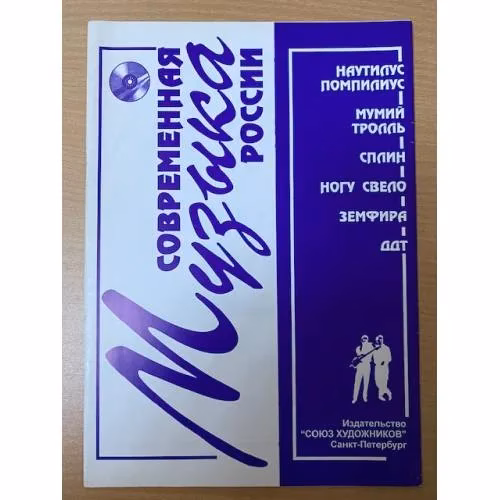 СОВРЕМЕННАЯ
Музыка
РОССИИ
НАУТИЛУС
ПОМПИЛИУС
МУМИЙ
ТРОЛЛЬ
СПЛИН
НОГУ СВЕЛО
ЗЕМФИРА
ДДТ
Издательство
"СОЮЗ ХУДОЖНИКОВ"
Санкт-Петербург